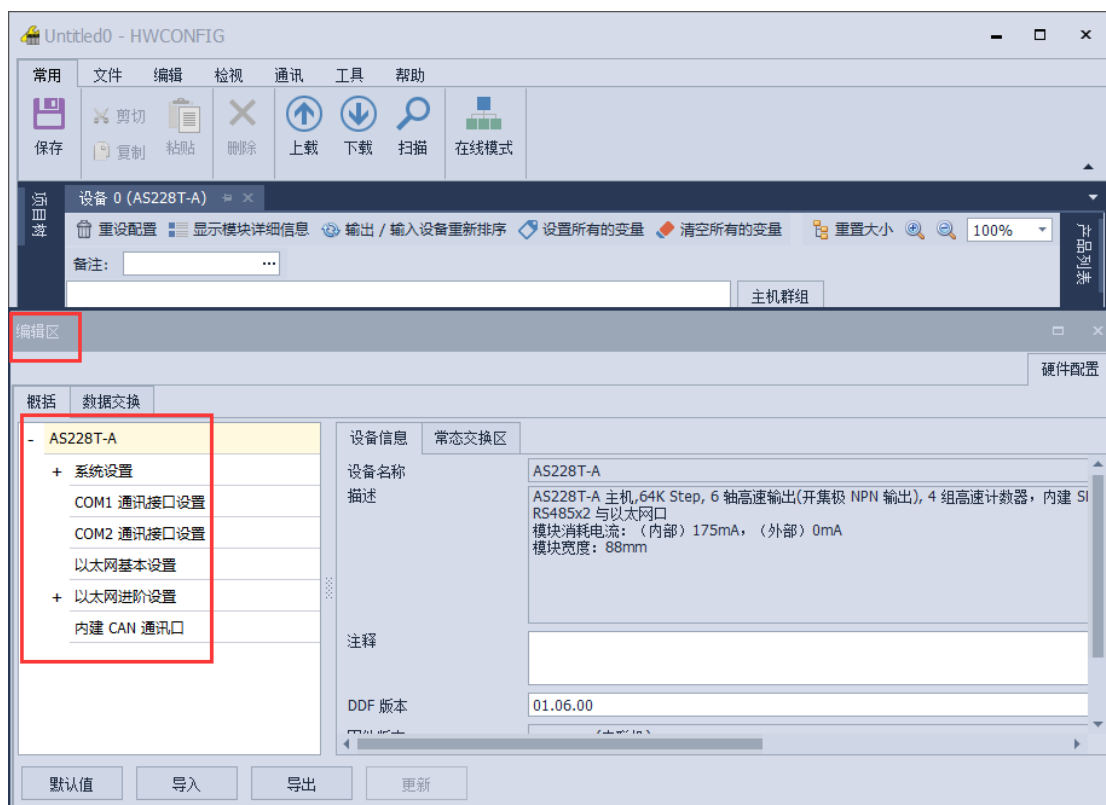 Untitled0 - HWCONFIG
常用 文件 编辑 检视 通讯 工具 帮助
剪切
复制
保存 粘贴 删除 上载 下载 扫描 在线模式
项目树
设备 0 (AS228T-A)
重设配置 显示模块详细信息 输出 / 输入设备重新排序 设置所有的变量 清空所有的变量 重置大小 100%
产品列表
备注: ...
主机群组
编辑区
硬件配置
概括 数据交换
- AS228T-A
+ 系统设置
COM1 通讯接口设置
COM2 通讯接口设置
以太网基本设置
+ 以太网进阶设置
内建 CAN 通讯口
设备信息 常态交换区
设备名称 AS228T-A
描述 AS228T-A 主机,64K Step, 6 轴高速输出(开集极 NPN 输出), 4 组高速计数器，内建
RS485x2 与以太网口
模块消耗电流：（内部）175mA，（外部）0mA
模块宽度：88mm
注释
DDF 版本 01.06.00
默认值 导入 导出 更新